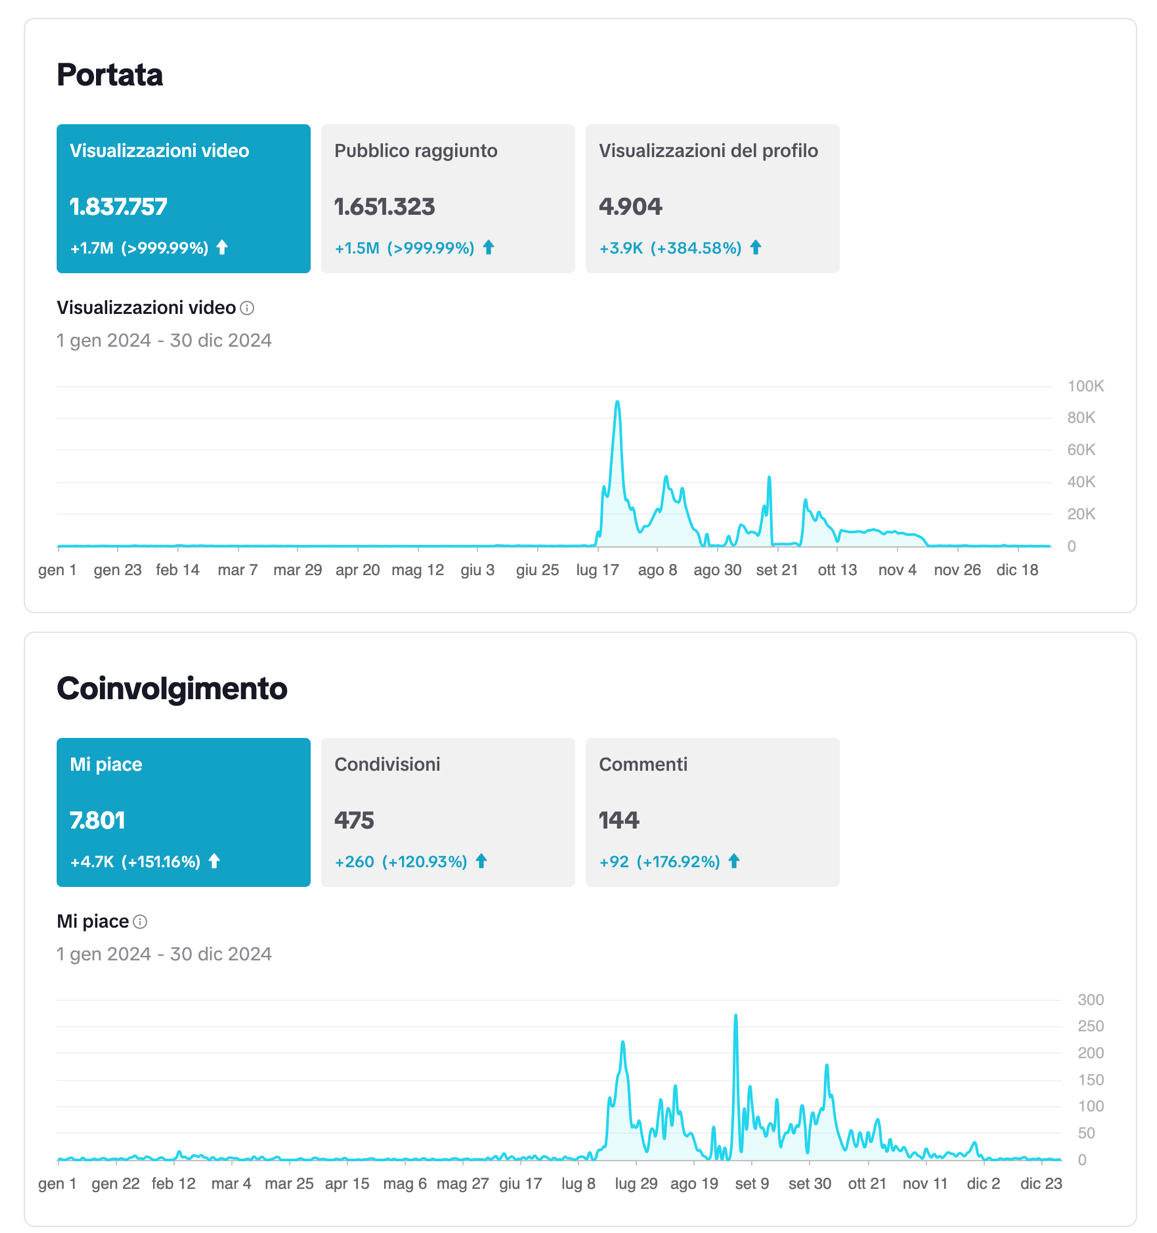 Portata
Visualizzazioni video
Pubblico raggiunto
Visualizzazioni del profilo
1.837.757
1.651.323
4.904
+1.7M (>999.99%)
+1.5M (>999.99%)
+3.9K (+384.58%)
Visualizzazioni video
1 gen 2024 - 30 dic 2024
100K
80K
60K
40K
20K
0
gen 1 gen 23 feb 14 mar 7 mar 29 apr 20 mag 12 giu 3 giu 25 lug 17 ago 8 ago 30 set 21 ott 13 nov 4 nov 26 dic 18
Coinvolgimento
Mi piace
Condivisioni
Commenti
7.801
475
144
+4.7K (+151.16%)
+260 (+120.93%)
+92 (+176.92%)
Mi piace
1 gen 2024 - 30 dic 2024
300
250
200
150
100
50
0
gen 1 gen 22 feb 12 mar 4 mar 25 apr 15 mag 6 mag 27 giu 17 lug 8 lug 29 ago 19 set 9 set 30 ott 21 nov 11 dic 2 dic 23